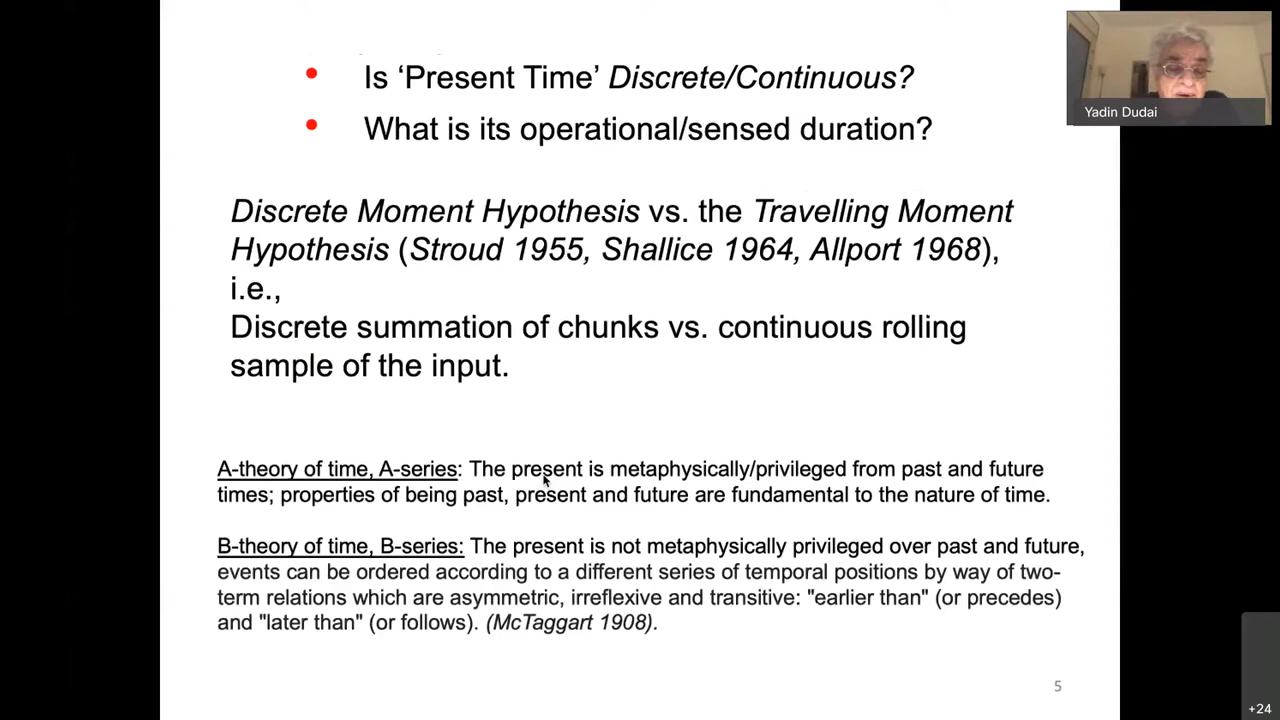 • Is ‘Present Time’ Discrete/Continuous?
• What is its operational/sensed duration?
Discrete Moment Hypothesis vs. the Travelling Moment
Hypothesis (Stroud 1955, Shallice 1964, Allport 1968),
i.e.,
Discrete summation of chunks vs. continuous rolling
sample of the input.
A-theory of time, A-series: The present is metaphysically/privileged from past and future
times; properties of being past, present and future are fundamental to the nature of time.
B-theory of time, B-series: The present is not metaphysically privileged over past and future,
events can be ordered according to a different series of temporal positions by way of two-
term relations which are asymmetric, irreflexive and transitive: "earlier than" (or precedes)
and "later than" (or follows). (McTaggart 1908).
5
Yadin Dudai
+24